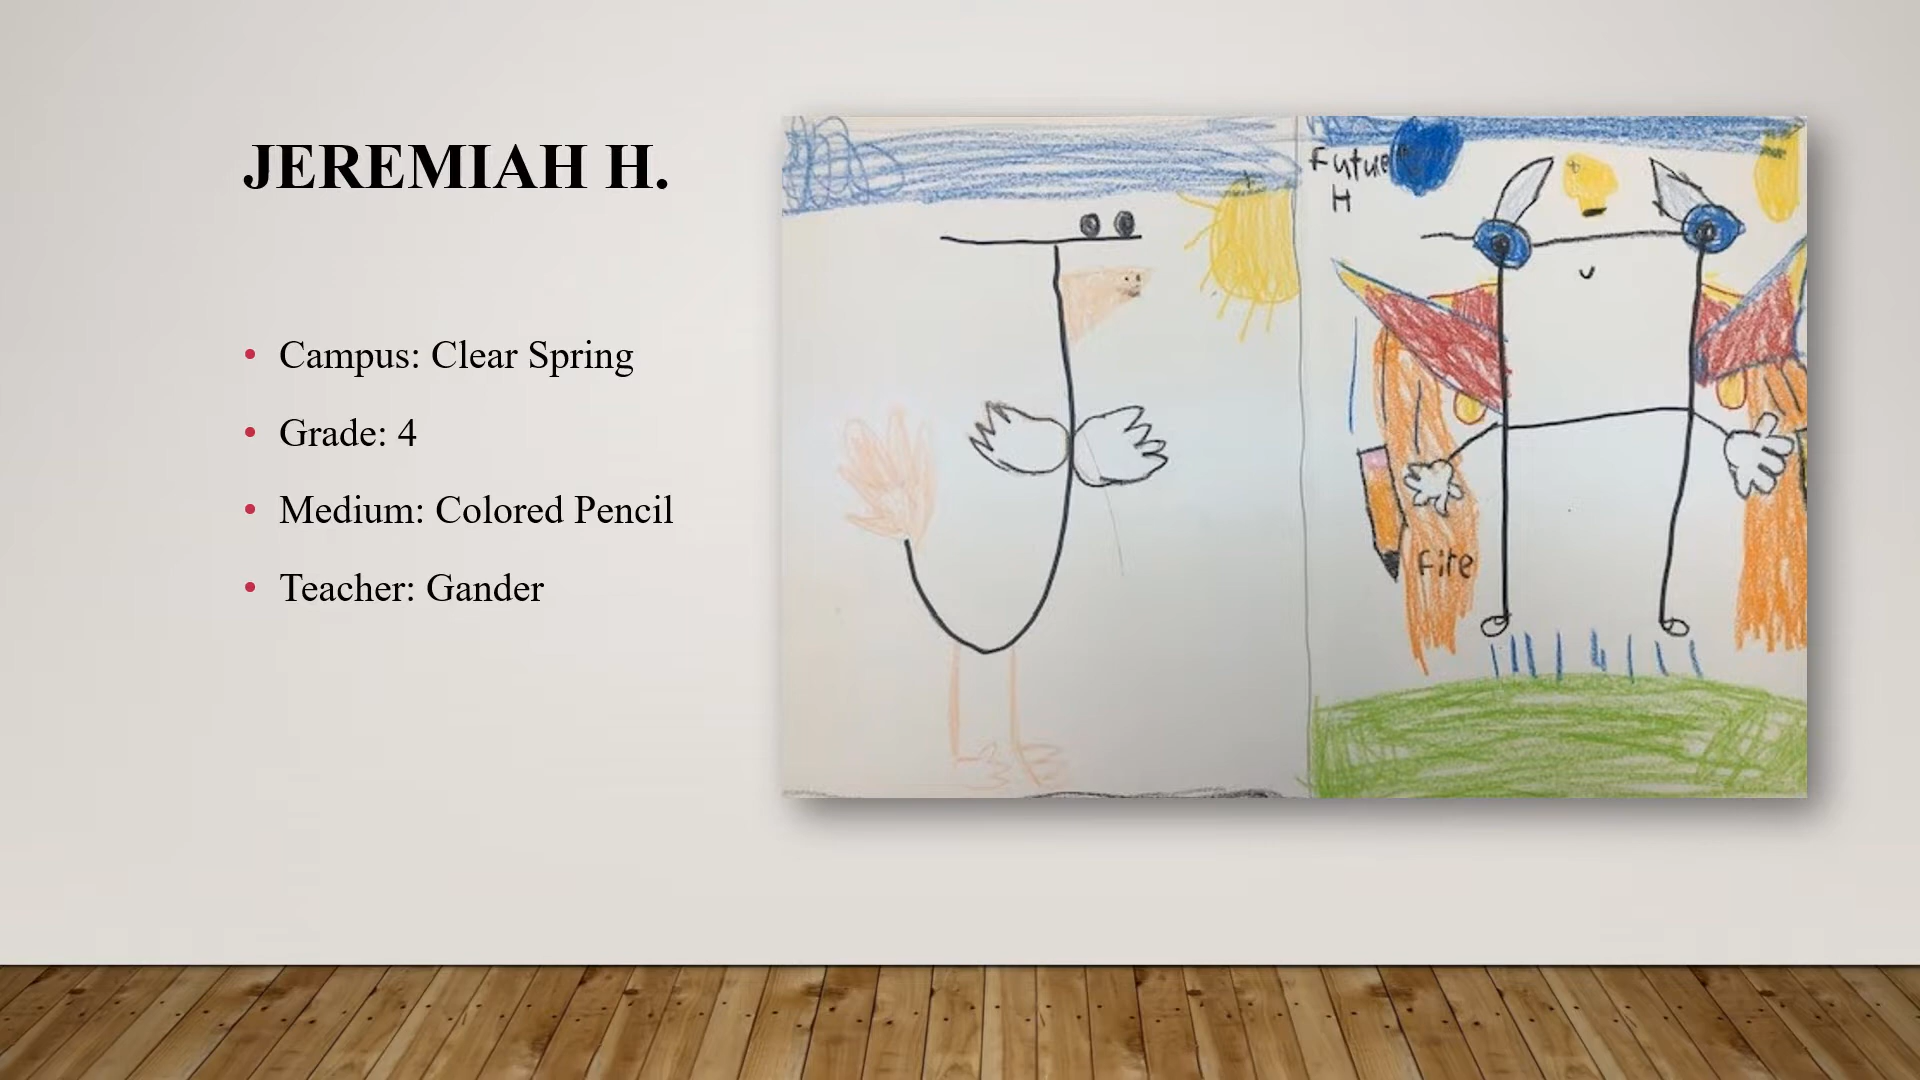 JEREMIAH H.
• Campus: Clear Spring
• Grade: 4
• Medium: Colored Pencil
• Teacher: Gander
Future
H
Fire